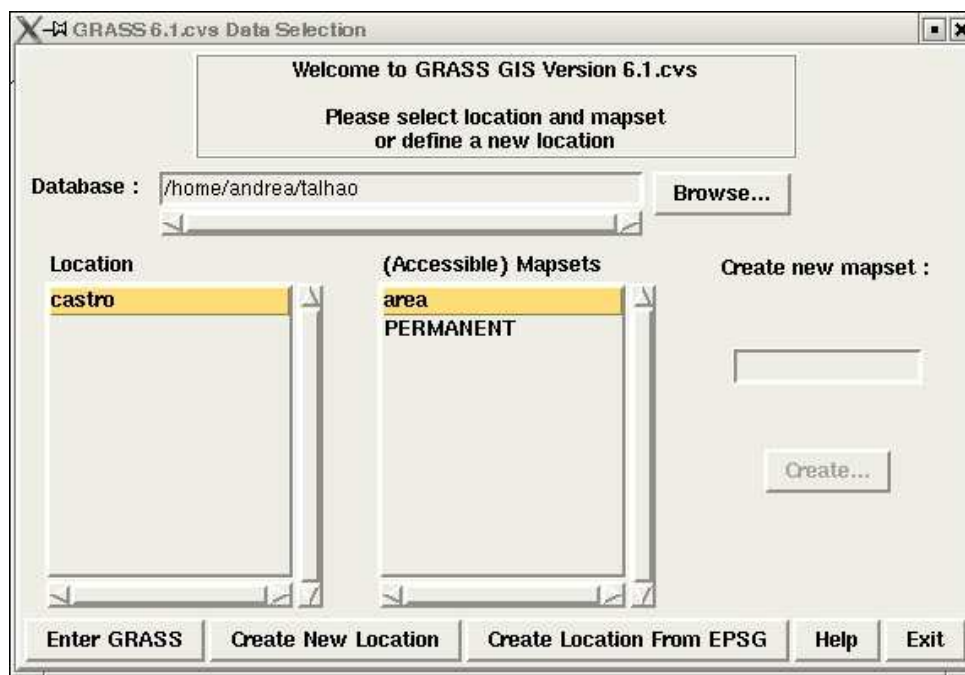 GRASS 6.1.cvs Data Selection
Welcome to GRASS GIS Version 6.1.cvs
Please select location and mapset
or define a new location
Database :
/home/andrea/talhao
Browse...
Location
(Accessible) Mapsets
Create new mapset :
castro
area
PERMANENT
Create...
Enter GRASS
Create New Location
Create Location From EPSG
Help
Exit